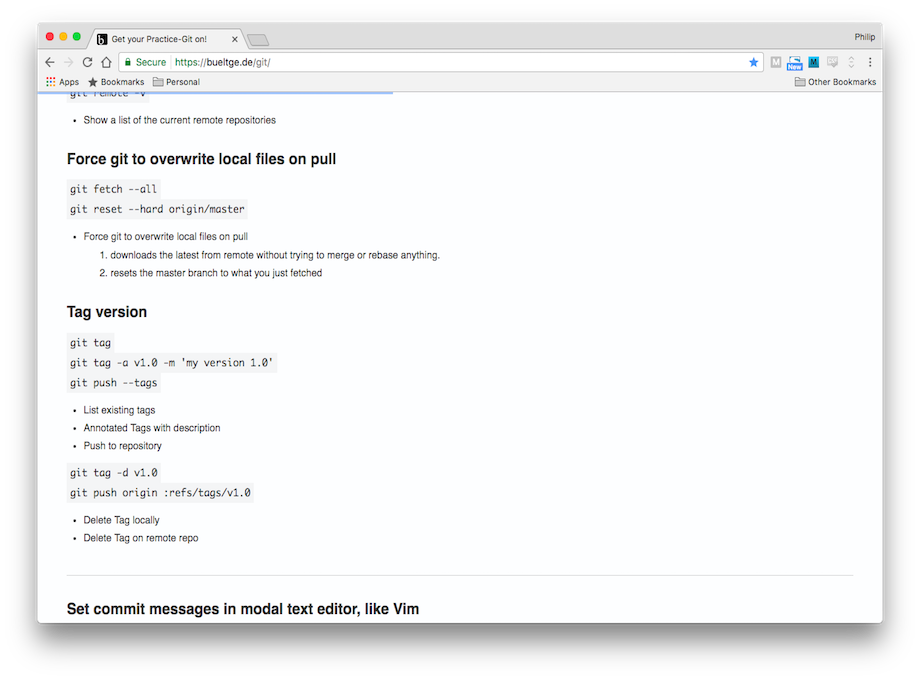 Get your Practice-Git on!
Philip
Secure
https://bueltge.de/git/
M
New
M
Apps
Bookmarks
Personal
Other Bookmarks
git remote -v
Show a list of the current remote repositories
Force git to overwrite local files on pull
git fetch --all
git reset --hard origin/master
Force git to overwrite local files on pull
1. downloads the latest from remote without trying to merge or rebase anything.
2. resets the master branch to what you just fetched
Tag version
git tag
git tag -a v1.0 -m 'my version 1.0'
git push --tags
List existing tags
Annotated Tags with description
Push to repository
git tag -d v1.0
git push origin :refs/tags/v1.0
Delete Tag locally
Delete Tag on remote repo
Set commit messages in modal text editor, like Vim